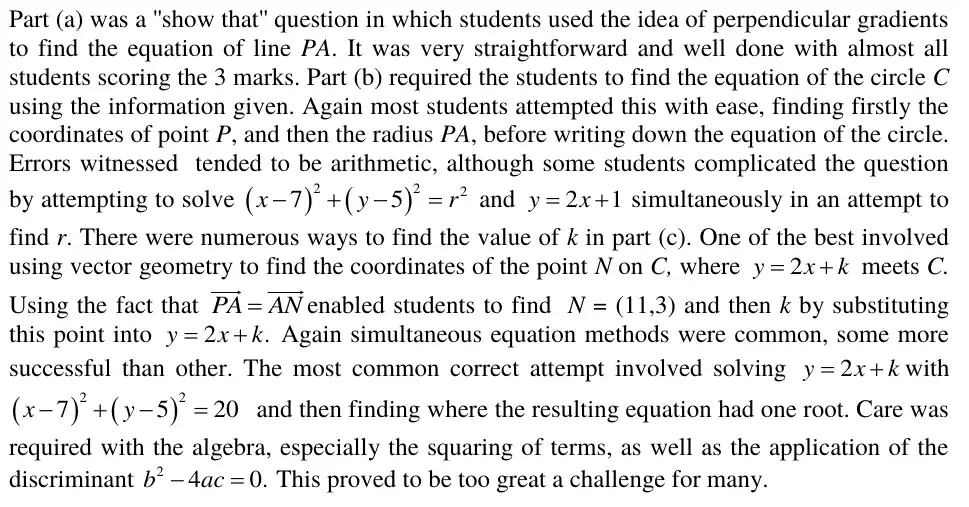 Part (a) was a "show that" question in which students used the idea of perpendicular gradients
to find the equation of line PA. It was very straightforward and well done with almost all
students scoring the 3 marks. Part (b) required the students to find the equation of the circle C
using the information given. Again most students attempted this with ease, finding firstly the
coordinates of point P, and then the radius PA, before writing down the equation of the circle.
Errors witnessed tended to be arithmetic, although some students complicated the question
by attempting to solve (x−7)² + (y−5)² = r² and y = 2x+1 simultaneously in an attempt to
find r. There were numerous ways to find the value of k in part (c). One of the best involved
using vector geometry to find the coordinates of the point N on C, where y = 2x+k meets C.
Using the fact that $\overrightarrow{PA} = \overrightarrow{AN}$ enabled students to find N = (11,3) and then k by substituting
this point into y = 2x+k. Again simultaneous equation methods were common, some more
successful than other. The most common correct attempt involved solving y = 2x+k with
(x−7)² + (y−5)² = 20 and then finding where the resulting equation had one root. Care was
required with the algebra, especially the squaring of terms, as well as the application of the
discriminant b² − 4ac = 0. This proved to be too great a challenge for many.